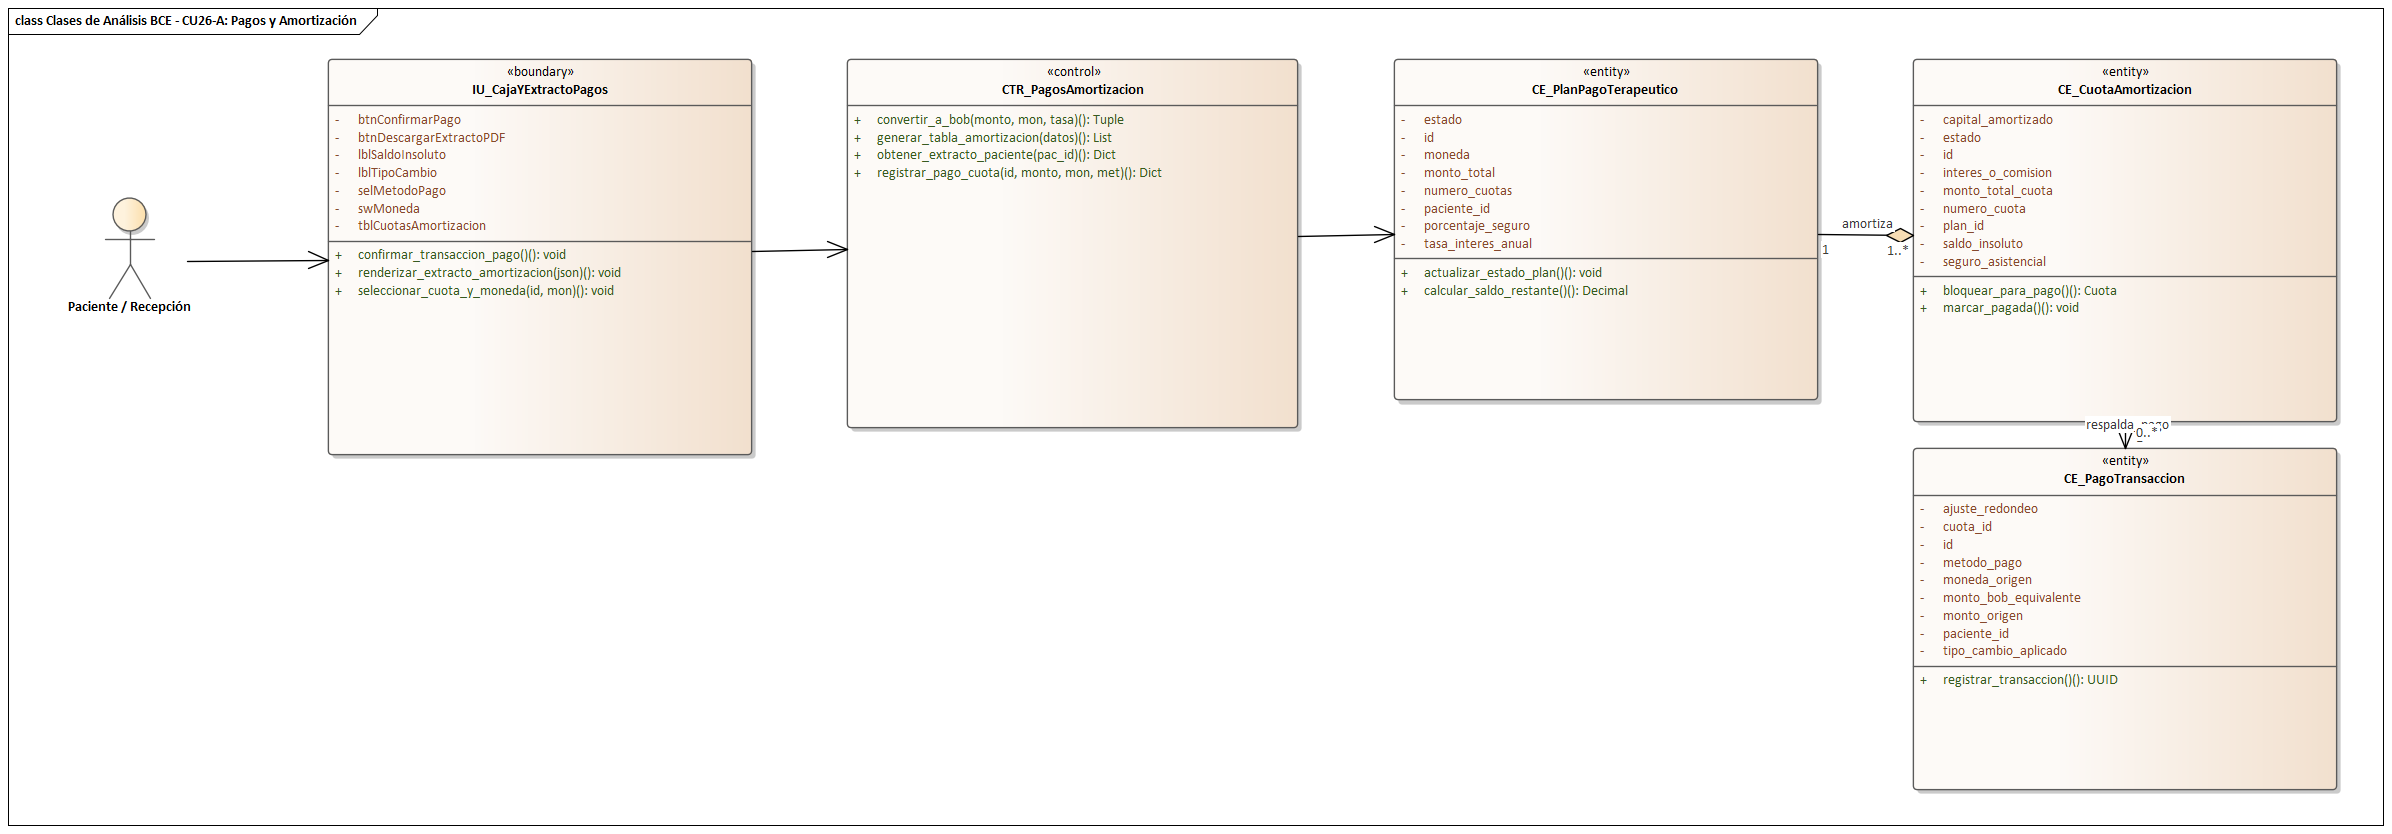 class Clases de Análisis BCE - CU26-A: Pagos y Amortización
Paciente / Recepción
«boundary»
IU_CajaYExtractoPagos
- btnConfirmarPago
- btnDescargarExtractoPDF
- lblSaldoInsoluto
- lblTipoCambio
- selMetodoPago
- swMoneda
- tblCuotasAmortizacion
+ confirmar_transaccion_pago()(): void
+ renderizar_extracto_amortizacion(json)(): void
+ seleccionar_cuota_y_moneda(id, mon)(): void
«control»
CTR_PagosAmortizacion
+ convertir_a_bob(monto, mon, tasa)(): Tuple
+ generar_tabla_amortizacion(datos)(): List
+ obtener_extracto_paciente(pac_id)(): Dict
+ registrar_pago_cuota(id, monto, mon, met)(): Dict
«entity»
CE_PlanPagoTerapeutico
- estado
- id
- moneda
- monto_total
- numero_cuotas
- paciente_id
- porcentaje_seguro
- tasa_interes_anual
+ actualizar_estado_plan()(): void
+ calcular_saldo_restante()(): Decimal
amortiza
1
1..*
«entity»
CE_CuotaAmortizacion
- capital_amortizado
- estado
- id
- interes_o_comision
- monto_total_cuota
- numero_cuota
- plan_id
- saldo_insoluto
- seguro_asistencial
+ bloquear_para_pago()(): Cuota
+ marcar_pagada()(): void
respalda_pago
0..*
«entity»
CE_PagoTransaccion
- ajuste_redondeo
- cuota_id
- id
- metodo_pago
- moneda_origen
- monto_bob_equivalente
- monto_origen
- paciente_id
- tipo_cambio_aplicado
+ registrar_transaccion()(): UUID